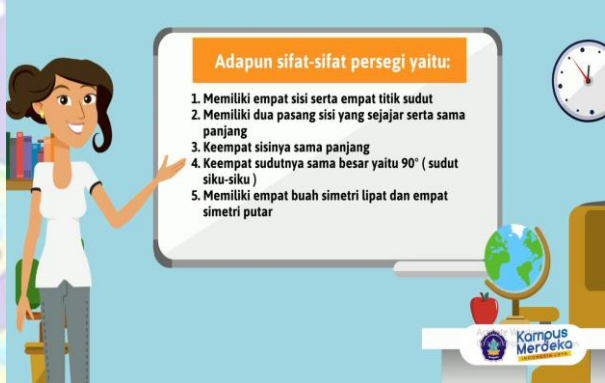 Adapun sifat-sifat persegi yaitu:
1. Memiliki empat sisi serta empat titik sudut
2. Memiliki dua pasang sisi yang sejajar serta sama
panjang
3. Keempat sisinya sama panjang
4. Keempat sudutnya sama besar yaitu 90° ( sudut
siku-siku )
5. Memiliki empat buah simetri lipat dan empat
simetri putar
Kampus
Merdeka
INDONESIA JAYA